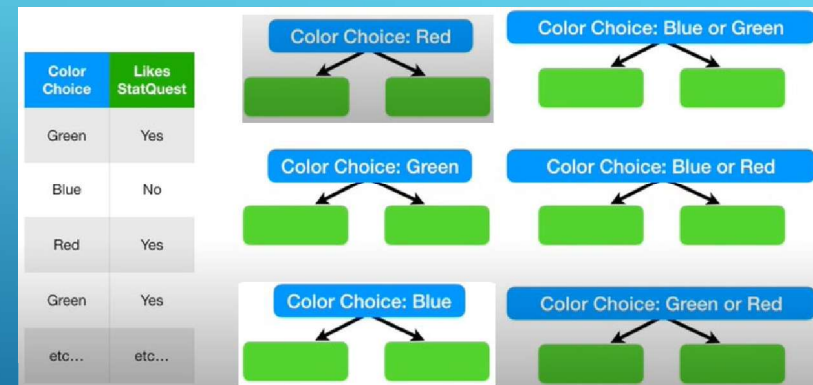 Color Choice
Likes StatQuest
Green Yes
Blue No
Red Yes
Green Yes
etc... etc...
Color Choice: Red
Color Choice: Blue or Green
Color Choice: Green
Color Choice: Blue or Red
Color Choice: Blue
Color Choice: Green or Red